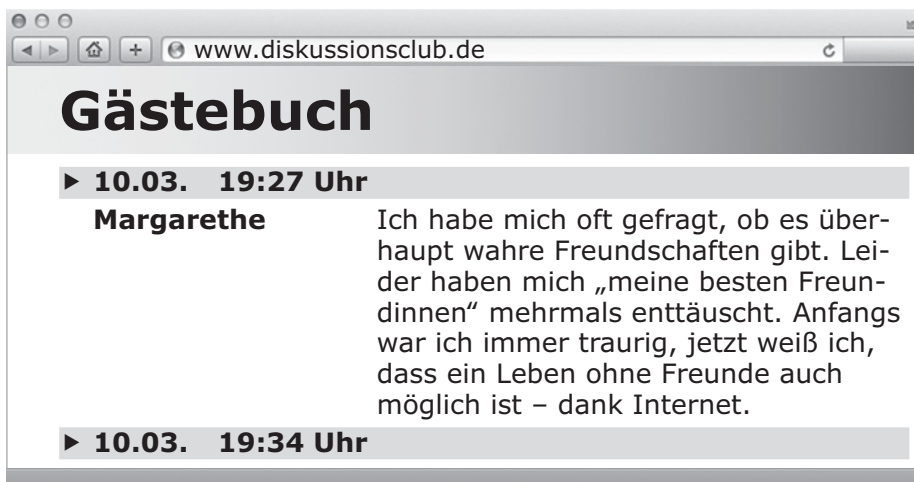 www.diskussionsclub.de
Gästebuch
10.03. 19:27 Uhr
Margarethe Ich habe mich oft gefragt, ob es über-
haupt wahre Freundschaften gibt. Lei-
der haben mich „meine besten Freun-
dinnen“ mehrmals enttäuscht. Anfangs
war ich immer traurig, jetzt weiß ich,
dass ein Leben ohne Freunde auch
möglich ist – dank Internet.
10.03. 19:34 Uhr